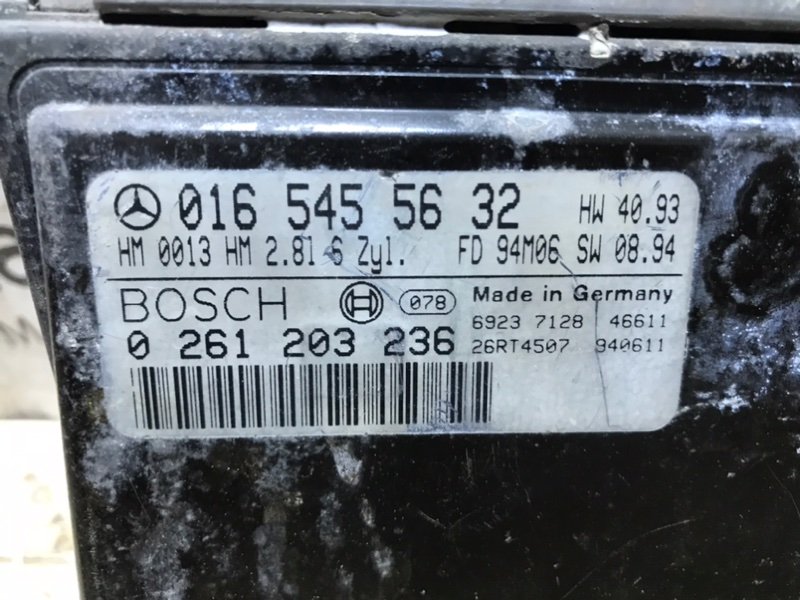 016 545 56 32 HW 40.93
HM 0013 HM 2.8l 6 Zyl. FD 94M06 SW 08.94
BOSCH 078 Made in Germany
6923 7128 46611
0 261 203 236 26RT4507 940611